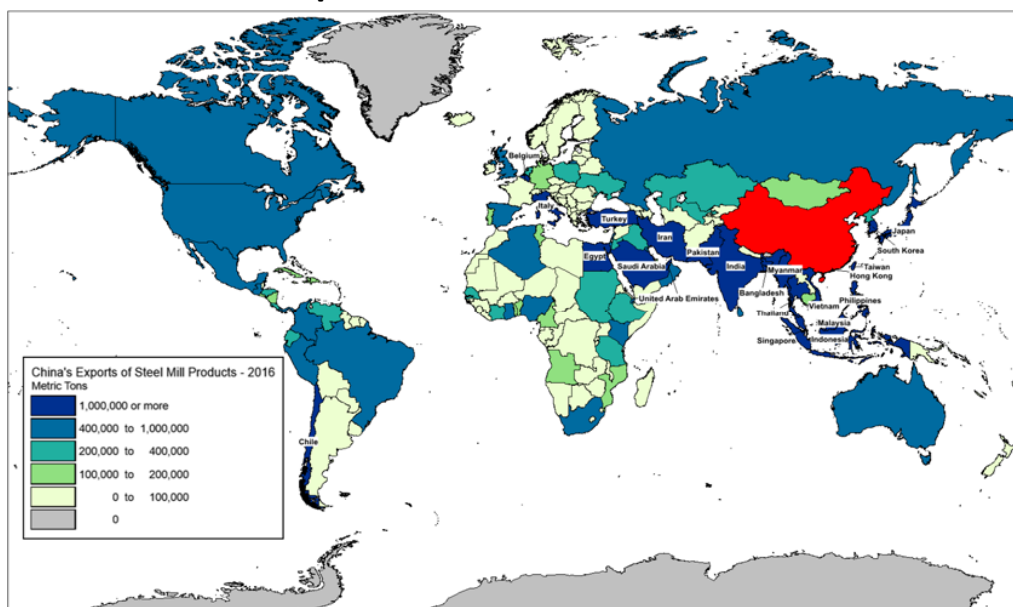 Belgium
Italy
Turkey
Iran
Pakistan
Egypt
Saudi Arabia
India
Myanmar
Japan
South Korea
Taiwan
Hong Kong
United Arab Emirates
Bangladesh
Vietnam
Philippines
Thailand
Malaysia
Singapore
Indonesia
Chile
China's Exports of Steel Mill Products - 2016
Metric Tons
1,000,000 or more
400,000 to 1,000,000
200,000 to 400,000
100,000 to 200,000
0 to 100,000
0